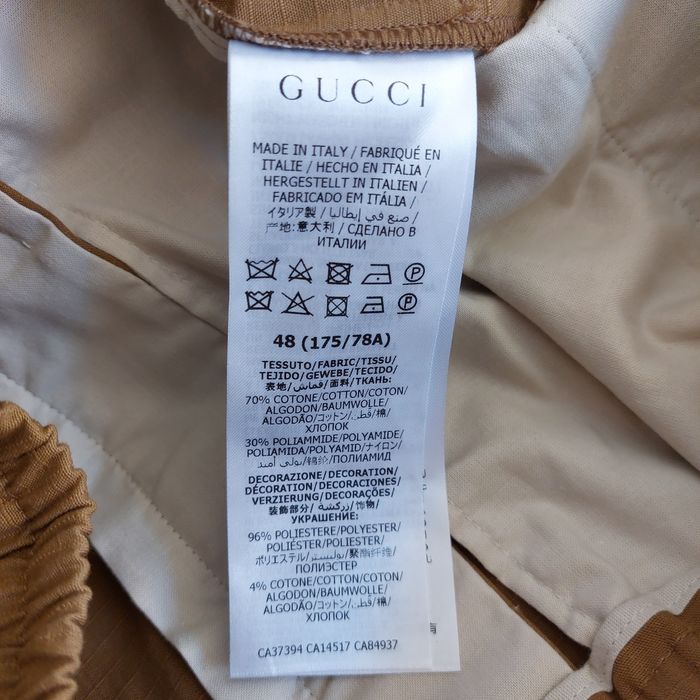 GUCCI
MADE IN ITALY / FABRIQUÉ EN
ITALIE / HECHO EN ITALIA /
HERGESTELLT IN ITALIEN /
FABRICADO EM ITÁLIA /
イタリア製 / صنع في إيطاليا /
产地:意大利 / СДЕЛАНО В
ИТАЛИИ
P
P
48 (175/78A)
TESSUTO/FABRIC/TISSU/
TEJIDO/GEWEBE/TECIDO/
表地/قماش/面料/ТКАНЬ:
70% COTONE/COTTON/COTON/
ALGODON/BAUMWOLLE/
ALGODÃO/コットン/قطن/棉/
ХЛОПОК
30% POLIAMMIDE/POLYAMIDE/
POLIAMIDA/POLYAMID/ナイロン/
بولي أميد/锦纶/ПОЛИАМИД
DECORAZIONE/DECORATION/
DÉCORATION/DECORACIONES/
VERZIERUNG/DECORAÇÕES/
装飾部分/زركشة/饰物/
УКРАШЕНИЕ:
96% POLIESTERE/POLYESTER/
POLIÉSTER/POLYESTER/
ポリエステル/بوليستر/聚酯纤维/
ПОЛИЭСТЕР
4% COTONE/COTTON/COTON/
ALGODON/BAUMWOLLE/
ALGODÃO/コットン/قطن/棉/
ХЛОПОК
CA37394 CA14517 CA84937